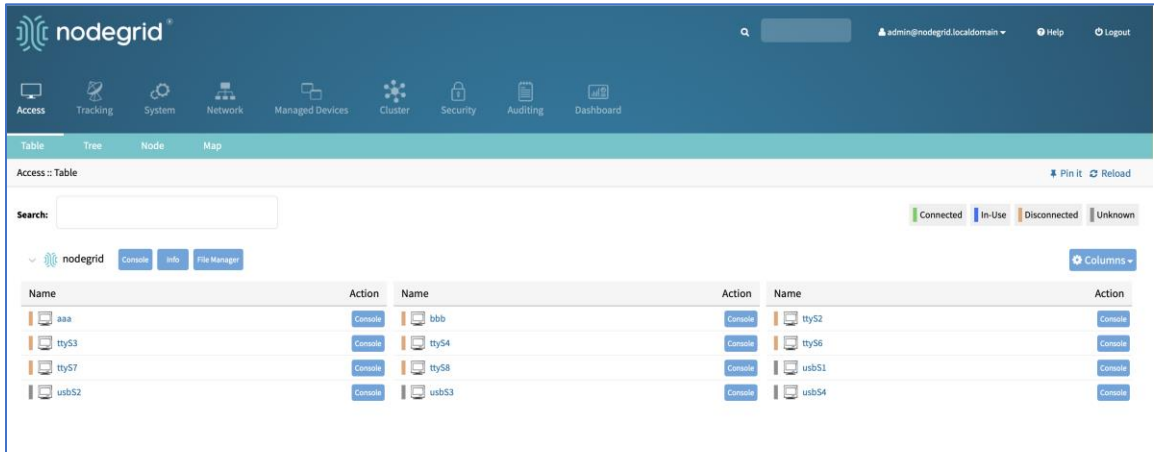 nodegrid®
admin@nodegrid.localdomain Help Logout
Access Tracking System Network Managed Devices Cluster Security Auditing Dashboard
Table Tree Node Map
Access :: Table Pin it Reload
Search: Connected In-Use Disconnected Unknown
nodegrid Console Info File Manager Columns
Name Action Name Action Name Action
aaa Console bbb Console ttyS2 Console
ttyS3 Console ttyS4 Console ttyS6 Console
ttyS7 Console ttyS8 Console usbS1 Console
usbS2 Console usbS3 Console usbS4 Console